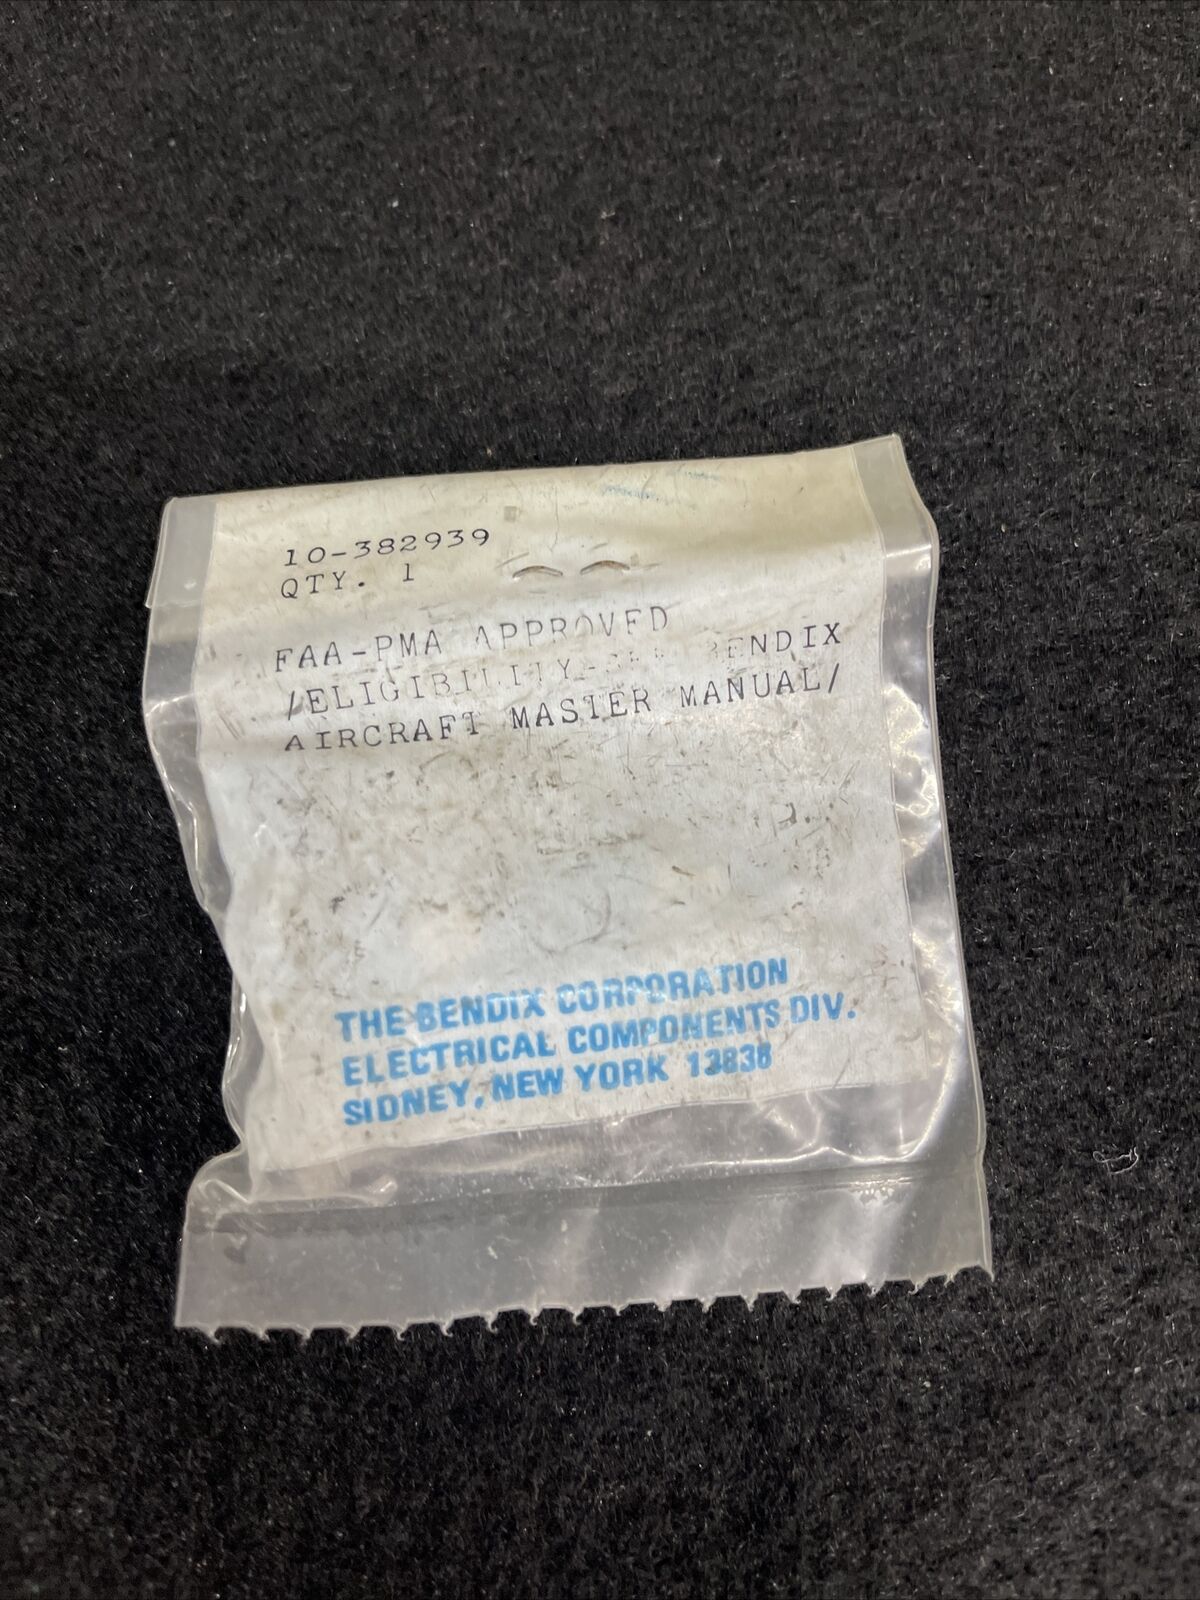 10-382939
QTY. 1
FAA-PMA APPROVED
/ELIGIBILITY-SEE BENDIX
AIRCRAFT MASTER MANUAL/
THE BENDIX CORPORATION
ELECTRICAL COMPONENTS DIV.
SIDNEY, NEW YORK 13838